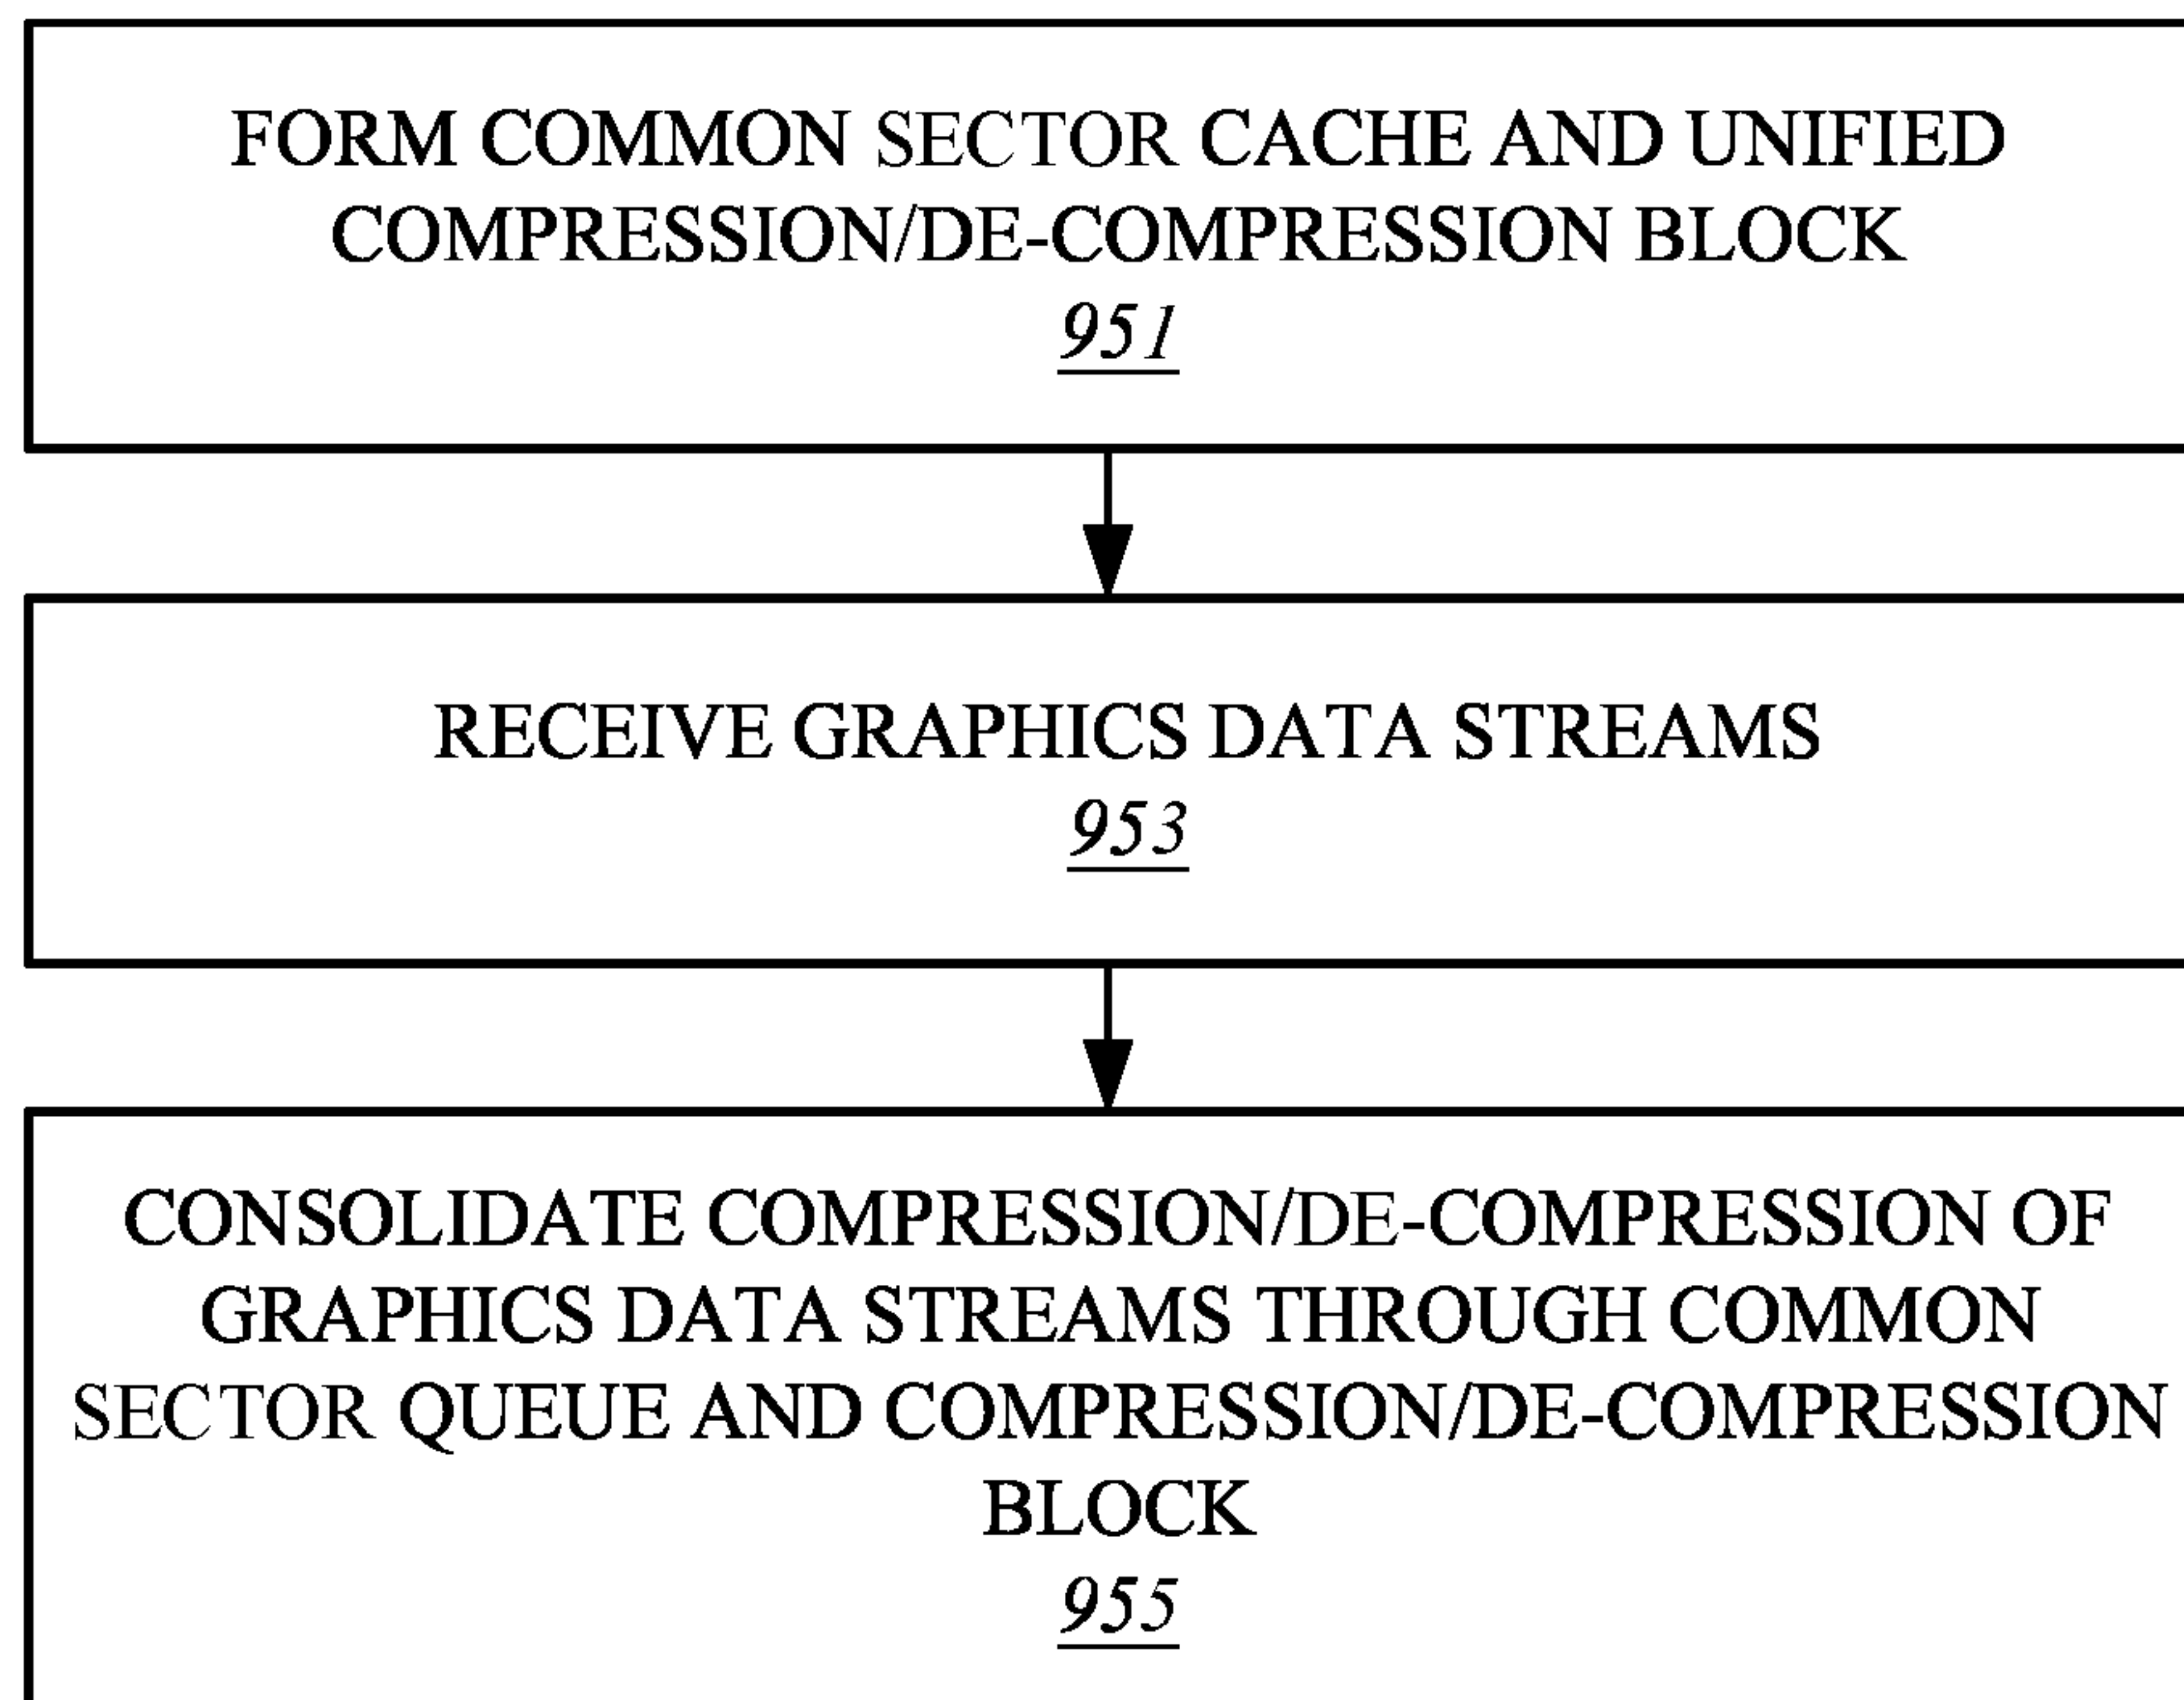 FORM COMMON SECTOR CACHE AND UNIFIED
COMPRESSION/DE-COMPRESSION BLOCK
951
RECEIVE GRAPHICS DATA STREAMS
953
CONSOLIDATE COMPRESSION/DE-COMPRESSION OF
GRAPHICS DATA STREAMS THROUGH COMMON
SECTOR QUEUE AND COMPRESSION/DE-COMPRESSION
BLOCK
955